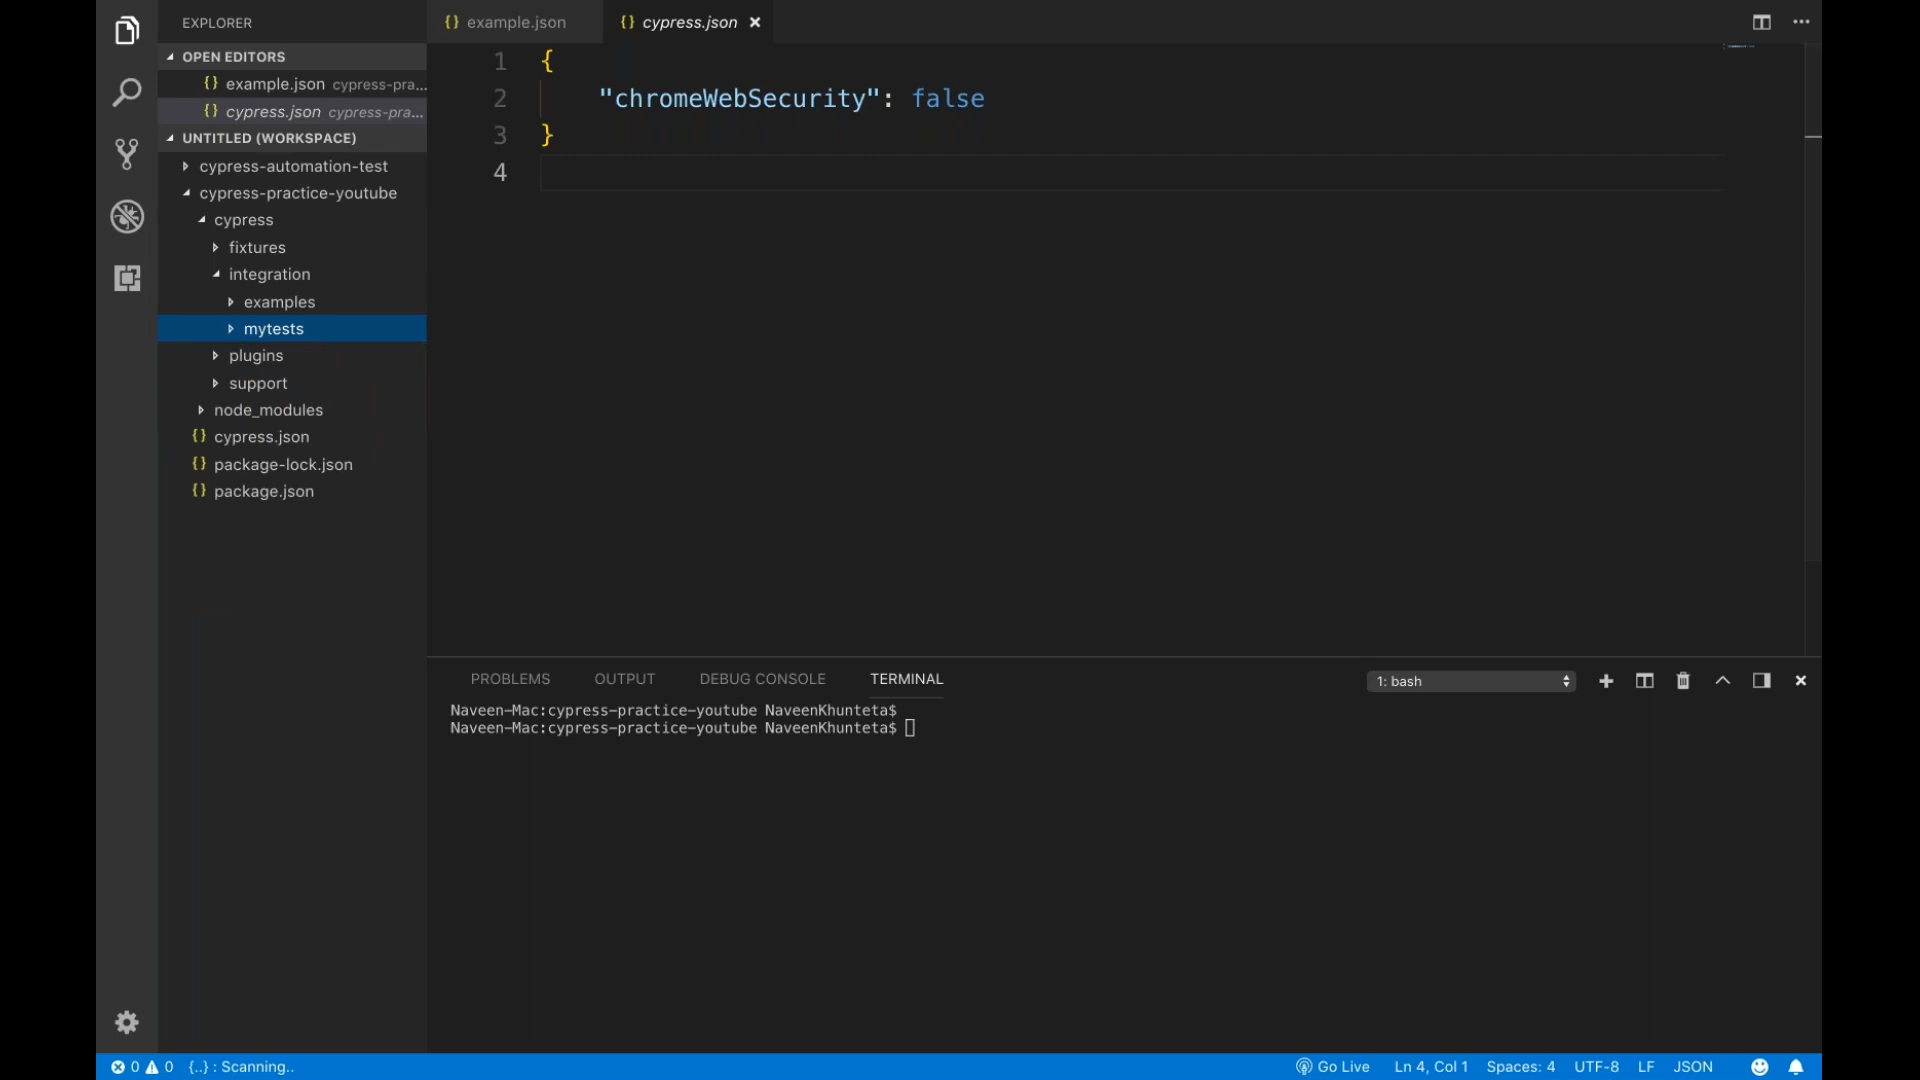 EXPLORER
OPEN EDITORS
{} example.json cypress-pra...
{} cypress.json cypress-pra...
UNTITLED (WORKSPACE)
cypress-automation-test
cypress-practice-youtube
cypress
fixtures
integration
examples
mytests
plugins
support
node_modules
{} cypress.json
{} package-lock.json
{} package.json
{} example.json
{} cypress.json
1 {
2 "chromeWebSecurity": false
3 }
4
PROBLEMS OUTPUT DEBUG CONSOLE TERMINAL
1: bash
Naveen-Mac:cypress-practice-youtube NaveenKhunteta$
Naveen-Mac:cypress-practice-youtube NaveenKhunteta$
0 0 {..} : Scanning..
Go Live Ln 4, Col 1 Spaces: 4 UTF-8 LF JSON